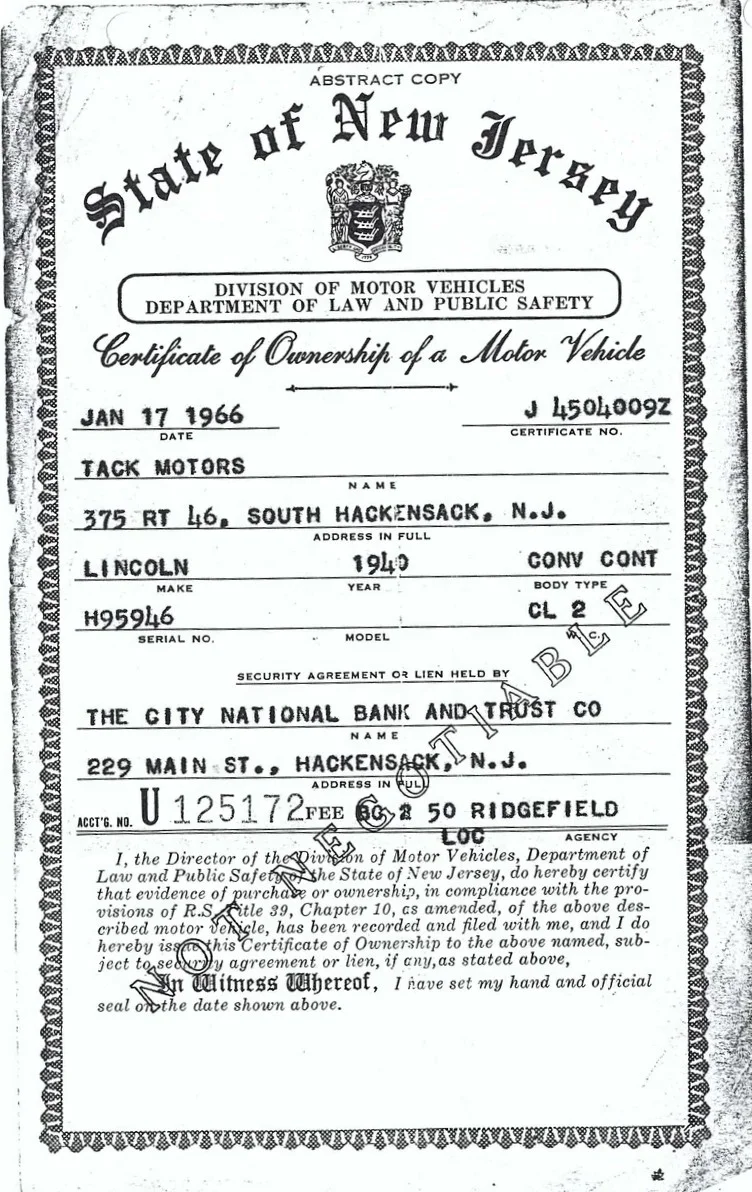 ABSTRACT COPY
State of New Jersey
DIVISION OF MOTOR VEHICLES
DEPARTMENT OF LAW AND PUBLIC SAFETY
Certificate of Ownership of a Motor Vehicle
JAN 17 1966 J 4504009Z
DATE CERTIFICATE NO.
TACK MOTORS
NAME
375 RT 46, SOUTH HACKENSACK, N.J.
ADDRESS IN FULL
LINCOLN 1940 CONV CONT
MAKE YEAR BODY TYPE
H95946 CL 2
SERIAL NO. MODEL W. C.
SECURITY AGREEMENT OR LIEN HELD BY
THE CITY NATIONAL BANK AND TRUST CO
NAME
229 MAIN ST., HACKENSACK, N.J.
ADDRESS IN FULL
ACCT'G. NO. U 125172 FEE BG 2 50 RIDGEFIELD
LOC AGENCY
I, the Director of the Division of Motor Vehicles, Department of
Law and Public Safety of the State of New Jersey, do hereby certify
that evidence of purchase or ownership, in compliance with the pro-
visions of R.S. Title 39, Chapter 10, as amended, of the above des-
cribed motor vehicle, has been recorded and filed with me, and I do
hereby issue this Certificate of Ownership to the above named, sub-
ject to security agreement or lien, if any, as stated above,
In Witness Whereof, I have set my hand and official
seal on the date shown above.
NOT NEGOTIABLE